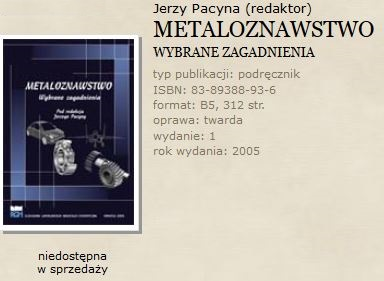 Jerzy Pacyna (redaktor)
METALOZNAWSTWO
WYBRANE ZAGADNIENIA
typ publikacji: podręcznik
ISBN: 83-89388-93-6
format: B5, 312 str.
oprawa: twarda
wydanie: 1
rok wydania: 2005
METALOZNAWSTWO
Wybrane zagadnienia
Pod redakcją
Jerzego Pacyny
niedostępna
w sprzedaży